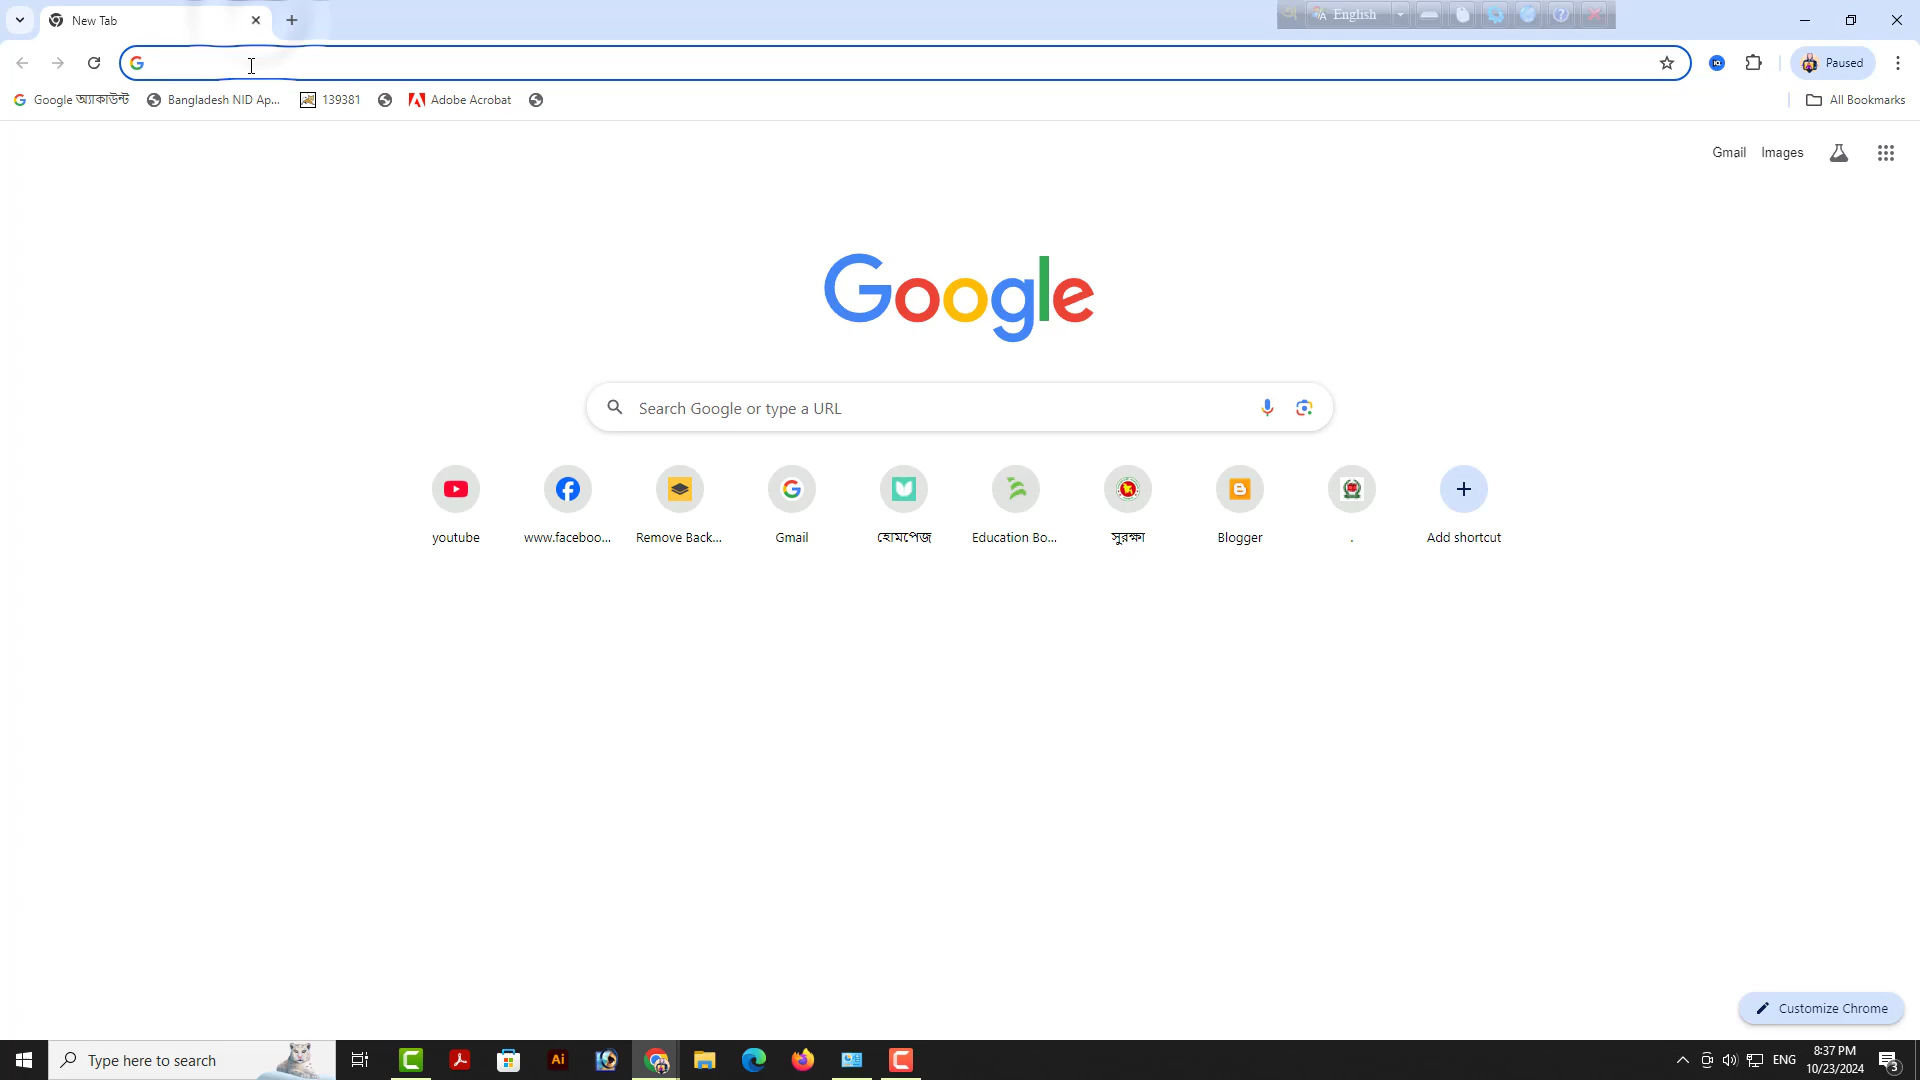 New Tab
English
Paused
Google অ্যাকাউন্ট
Bangladesh NID Ap...
139381
Adobe Acrobat
All Bookmarks
Gmail
Images
Google
Search Google or type a URL
youtube
www.faceboo...
Remove Back...
Gmail
হোমপেজ
Education Bo...
সুরক্ষা
Blogger
.
Add shortcut
Customize Chrome
Type here to search
Ai
ENG
8:37 PM
10/23/2024
3